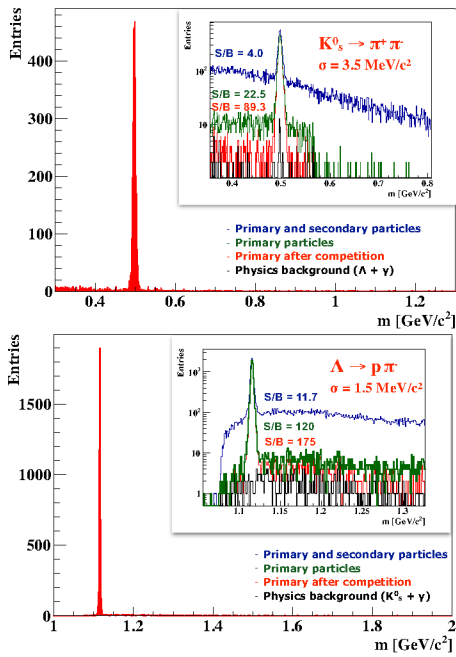 Entries
400
300
200
100
0
0.4
0.6
0.8
1
1.2
m [GeV/c²]
Entries
10²
10
0.4
0.5
0.6
0.7
0.8
m [GeV/c²]
K⁰s → π⁺ π⁻
σ = 3.5 MeV/c²
S/B = 4.0
S/B = 22.5
S/B = 89.3
- Primary and secondary particles
- Primary particles
- Primary after competition
- Physics background (Λ + γ)
Entries
1500
1000
500
0
1
1.2
1.4
1.6
1.8
2
m [GeV/c²]
Entries
10³
10²
10
1
1.1
1.15
1.2
1.25
1.3
m [GeV/c²]
Λ → p π⁻
σ = 1.5 MeV/c²
S/B = 11.7
S/B = 120
S/B = 175
- Primary and secondary particles
- Primary particles
- Primary after competition
- Physics background (K⁰s + γ)